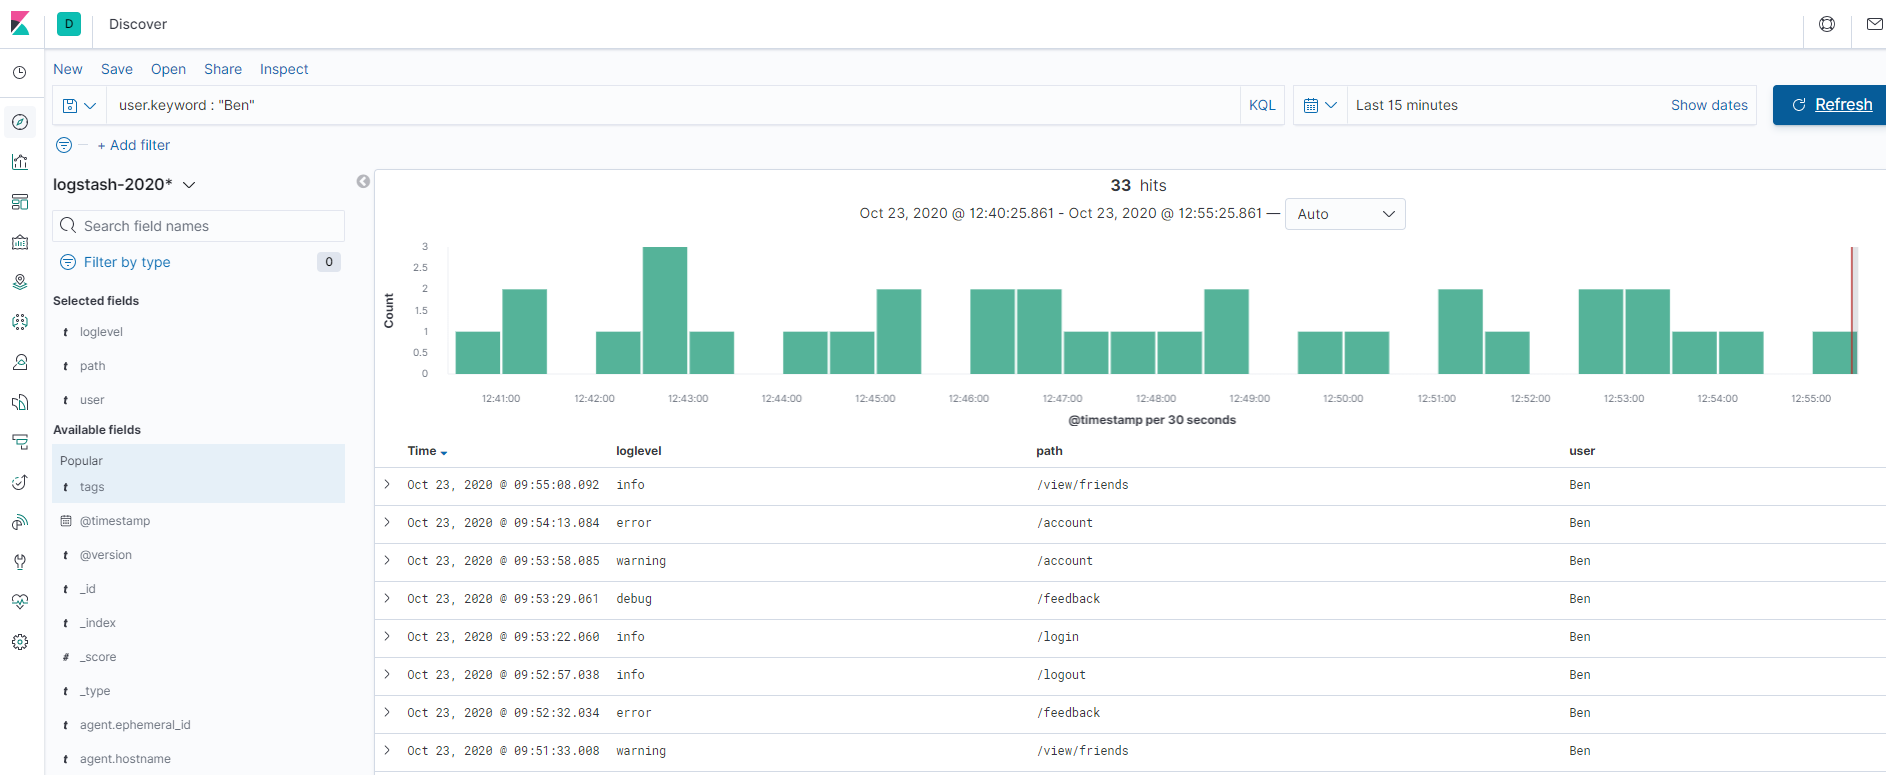 D Discover
New Save Open Share Inspect
user.keyword : "Ben" KQL Last 15 minutes Show dates Refresh
+ Add filter
logstash-2020*
Search field names
Filter by type 0
Selected fields
t loglevel
t path
t user
Available fields
Popular
t tags
@timestamp
t @version
t _id
t _index
# _score
t _type
t agent.ephemeral_id
t agent.hostname
33 hits
Oct 23, 2020 @ 12:40:25.861 - Oct 23, 2020 @ 12:55:25.861 — Auto
Count
3
2.5
2
1.5
1
0.5
0
12:41:00 12:42:00 12:43:00 12:44:00 12:45:00 12:46:00 12:47:00 12:48:00 12:49:00 12:50:00 12:51:00 12:52:00 12:53:00 12:54:00 12:55:00
@timestamp per 30 seconds
Time loglevel path user
Oct 23, 2020 @ 09:55:08.092 info /view/friends Ben
Oct 23, 2020 @ 09:54:13.084 error /account Ben
Oct 23, 2020 @ 09:53:58.085 warning /account Ben
Oct 23, 2020 @ 09:53:29.061 debug /feedback Ben
Oct 23, 2020 @ 09:53:22.060 info /login Ben
Oct 23, 2020 @ 09:52:57.038 info /logout Ben
Oct 23, 2020 @ 09:52:32.034 error /feedback Ben
Oct 23, 2020 @ 09:51:33.008 warning /view/friends Ben